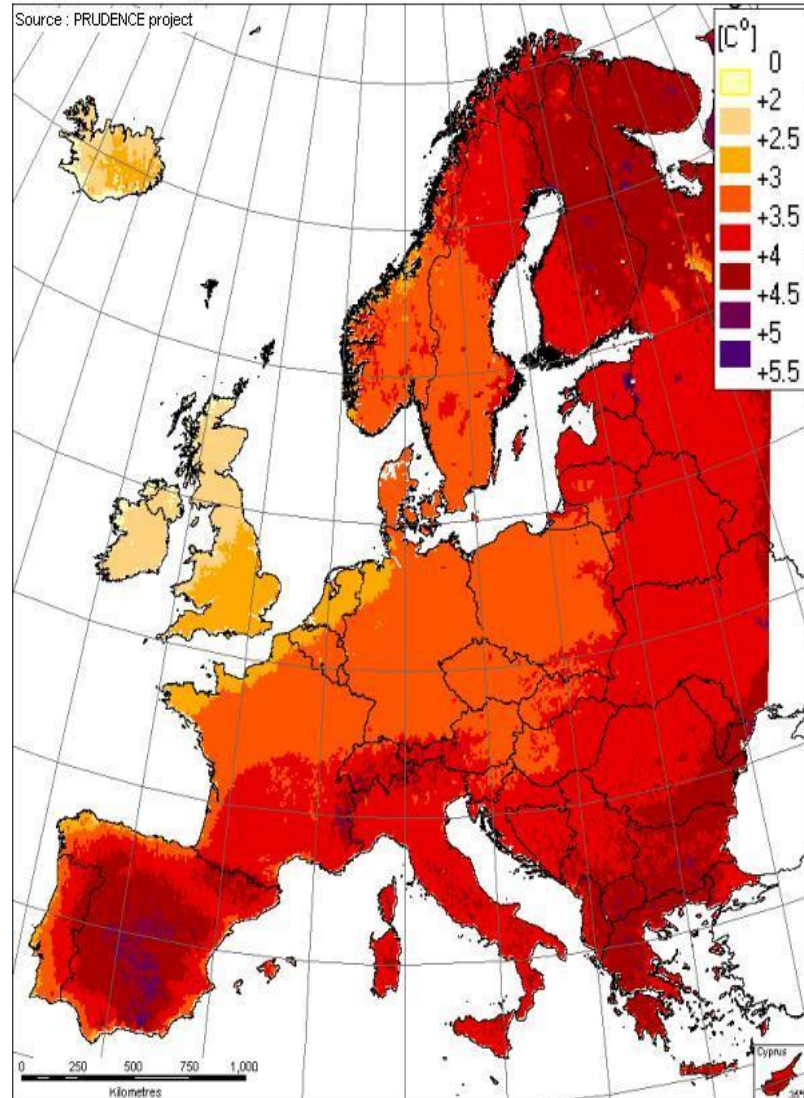 Source : PRUDENCE project
[C°]
0
+2
+2.5
+3
+3.5
+4
+4.5
+5
+5.5
0 250 500 750 1,000
Kilometres
Cyprus